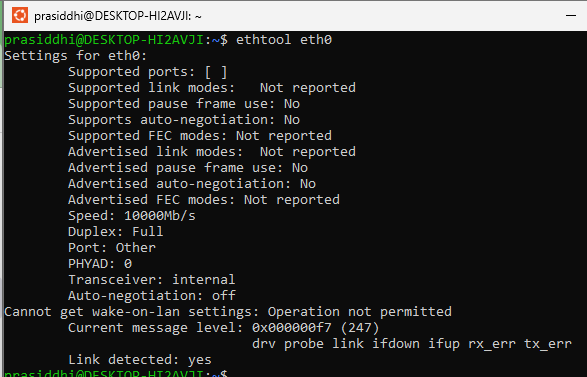 prasiddhi@DESKTOP-HI2AVJI: ~
prasiddhi@DESKTOP-HI2AVJI:~$ ethtool eth0
Settings for eth0:
        Supported ports: [ ]
        Supported link modes:   Not reported
        Supported pause frame use: No
        Supports auto-negotiation: No
        Supported FEC modes: Not reported
        Advertised link modes:  Not reported
        Advertised pause frame use: No
        Advertised auto-negotiation: No
        Advertised FEC modes: Not reported
        Speed: 10000Mb/s
        Duplex: Full
        Port: Other
        PHYAD: 0
        Transceiver: internal
        Auto-negotiation: off
Cannot get wake-on-lan settings: Operation not permitted
        Current message level: 0x000000f7 (247)
                               drv probe link ifdown ifup rx_err tx_err
        Link detected: yes
prasiddhi@DESKTOP-HI2AVJI:~$